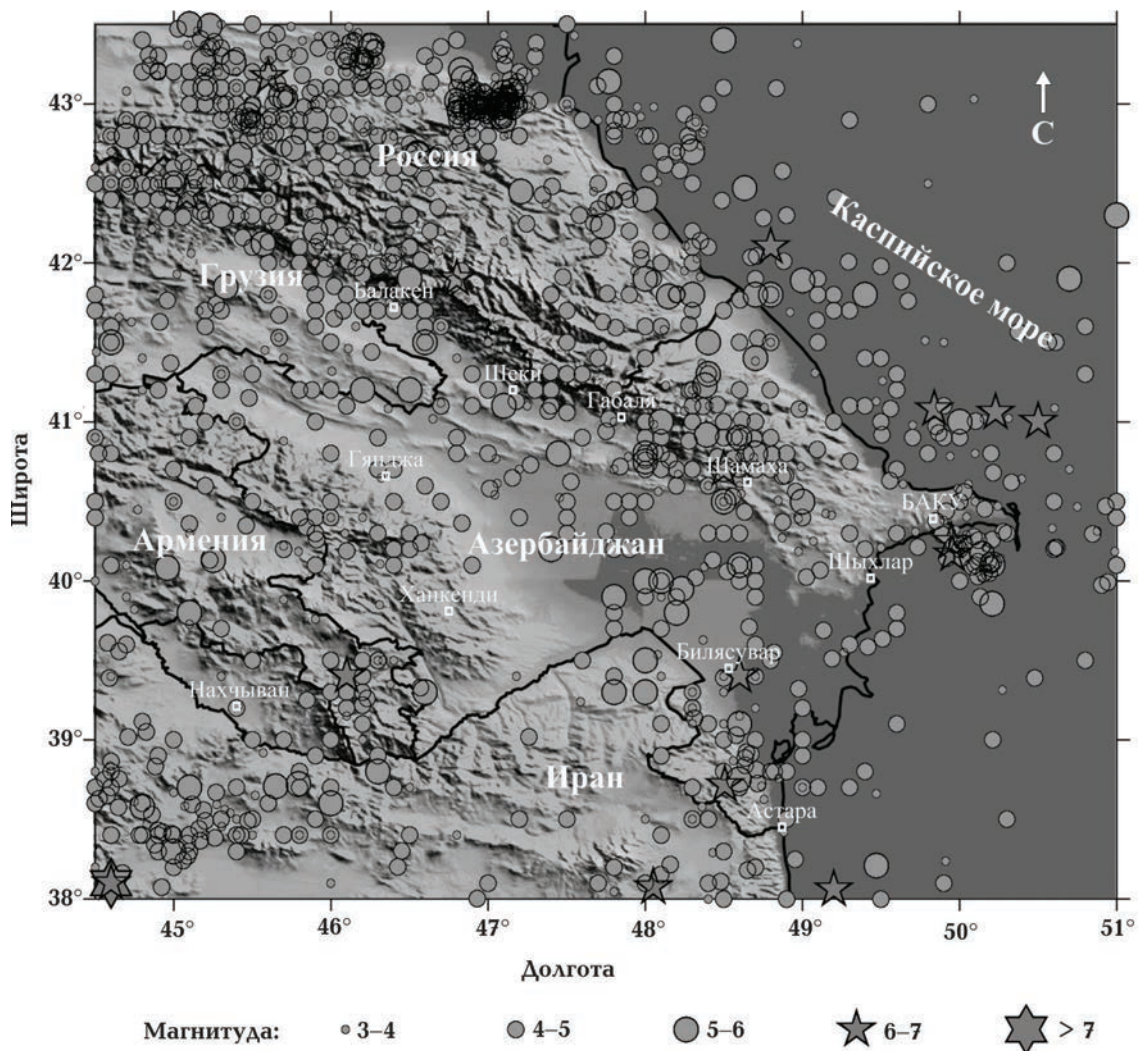 43°
42°
41°
40°
39°
38°
Широта
Россия
С
Каспийское море
Грузия
Балакен
Шеки
Габала
Гянджа
Шамаха
БАКУ
Армения
Азербайджан
Шыхлар
Ханкенди
Билясувар
Нахчыван
Иран
Астара
45°
46°
47°
48°
49°
50°
51°
Долгота
Магнитуда: 3–4 4–5 5–6 6–7 > 7